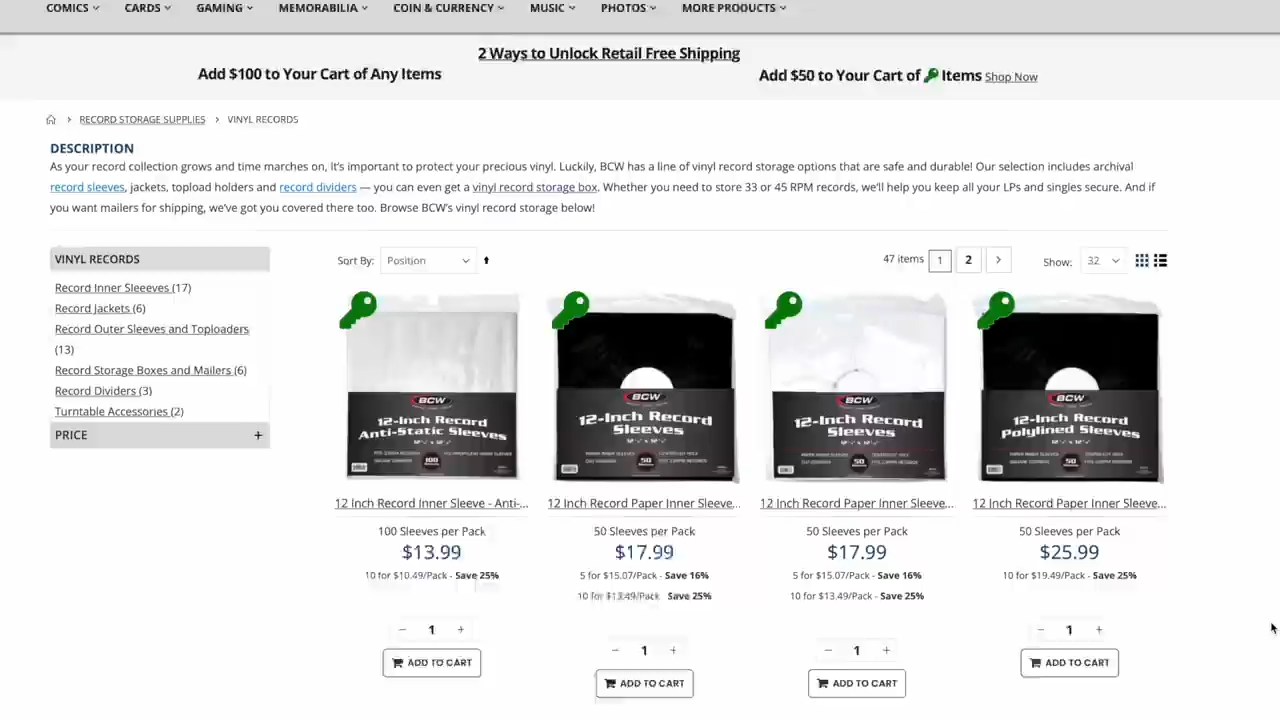 COMICS CARDS GAMING MEMORABILIA COIN & CURRENCY MUSIC PHOTOS MORE PRODUCTS
2 Ways to Unlock Retail Free Shipping
Add $100 to Your Cart of Any Items
Add $50 to Your Cart of Items Shop Now
RECORD STORAGE SUPPLIES > VINYL RECORDS
DESCRIPTION
As your record collection grows and time marches on, it's important to protect your precious vinyl. Luckily, BCW has a line of vinyl record storage options that are safe and durable! Our selection includes archival
record sleeves, jackets, topload holders and record dividers — you can even get a vinyl record storage box. Whether you need to store 33 or 45 RPM records, we'll help you keep all your LPs and singles secure. And if
you want mailers for shipping, we've got you covered there too. Browse BCW's vinyl record storage below!
VINYL RECORDS
Record Inner Sleeeves (17)
Record Jackets (6)
Record Outer Sleeves and Toploaders
(13)
Record Storage Boxes and Mailers (6)
Record Dividers (3)
Turntable Accessories (2)
PRICE +
Sort By: Position
47 items 1 2 >
Show: 32
BCW
12-Inch Record
Anti-Static Sleeves
100
BCW
12-Inch Record
Sleeves
50
BCW
12-Inch Record
Sleeves
50
BCW
12-Inch Record
Polylined Sleeves
50
12 Inch Record Inner Sleeve - Anti-...
100 Sleeves per Pack
$13.99
10 for $10.49/Pack - Save 25%
− 1 +
ADD TO CART
12 Inch Record Paper Inner Sleeve...
50 Sleeves per Pack
$17.99
5 for $15.07/Pack - Save 16%
10 for $13.49/Pack - Save 25%
− 1 +
ADD TO CART
12 Inch Record Paper Inner Sleeve...
50 Sleeves per Pack
$17.99
5 for $15.07/Pack - Save 16%
10 for $13.49/Pack - Save 25%
− 1 +
ADD TO CART
12 Inch Record Paper Inner Sleeve...
50 Sleeves per Pack
$25.99
10 for $19.49/Pack - Save 25%
− 1 +
ADD TO CART